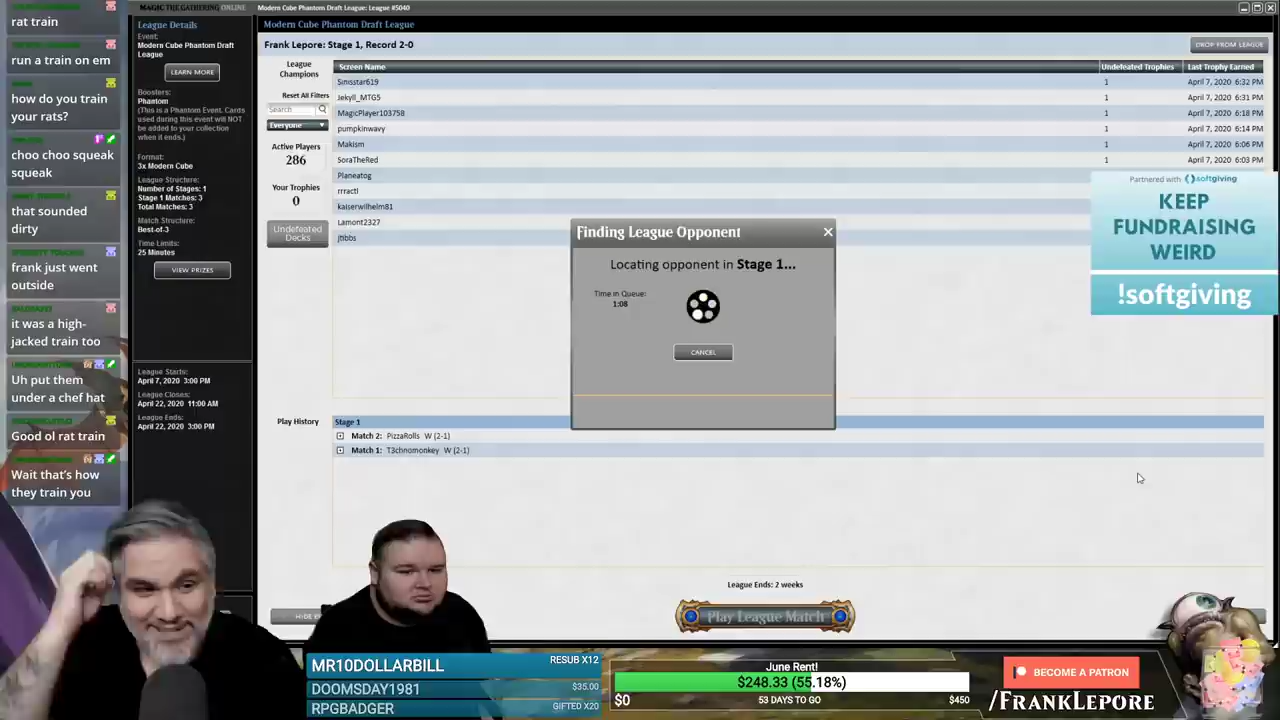 rat train
run a train on em
how do you train
your rats?
choo choo squeak
squeak
that sounded
dirty
frank just went
outside
it was a high-
jacked train too
Uh put them
under a chef hat
Good ol rat train
Wait that's how
they train you
MAGIC THE GATHERING ONLINE
Modern Cube Phantom Draft League: League #5040
League Details
Event:
Modern Cube Phantom Draft
League
LEARN MORE
Boosters:
Phantom
(This is a Phantom Event. Cards
used during this event will NOT
be added to your collection
when it ends.)
Format:
3x Modern Cube
League Structure:
Number of Stages: 1
Stage 1 Matches: 3
Total Matches: 3
Match Structure:
Best-of-3
Time Limits:
25 Minutes
VIEW PRIZES
League Starts:
April 7, 2020 3:00 PM
League Closes:
April 22, 2020 11:00 AM
League Ends:
April 22, 2020 3:00 PM
Modern Cube Phantom Draft League
Frank Lepore: Stage 1, Record 2-0
DROP FROM LEAGUE
League
Champions
Reset All Filters
Search
Everyone
Active Players
286
Your Trophies
0
Undefeated
Decks
Screen Name Undefeated Trophies Last Trophy Earned
Sinisstar619 1 April 7, 2020 6:32 PM
Jekyll_MTG5 1 April 7, 2020 6:31 PM
MagicPlayer103758 1 April 7, 2020 6:18 PM
pumpkinwavy 1 April 7, 2020 6:14 PM
Makism 1 April 7, 2020 6:06 PM
SoraTheRed 1 April 7, 2020 6:03 PM
Planeatog
rrractl
kaiserwilhelm81
Lamont2327
jtibbs
Finding League Opponent
Locating opponent in Stage 1...
Time in Queue:
1:08
CANCEL
Partnered with softgiving
KEEP
FUNDRAISING
WEIRD
!softgiving
Play History
Stage 1
Match 2: PizzaRolls W (2-1)
Match 1: T3chnomonkey W (2-1)
League Ends: 2 weeks
Play League Match
HIDE
MR10DOLLARBILL RESUB X12
DOOMSDAY1981 $35.00
RPGBADGER GIFTED X20
June Rent!
$248.33 (55.18%)
$0 53 DAYS TO GO $450
BECOME A PATRON
/FRANKLEPORE